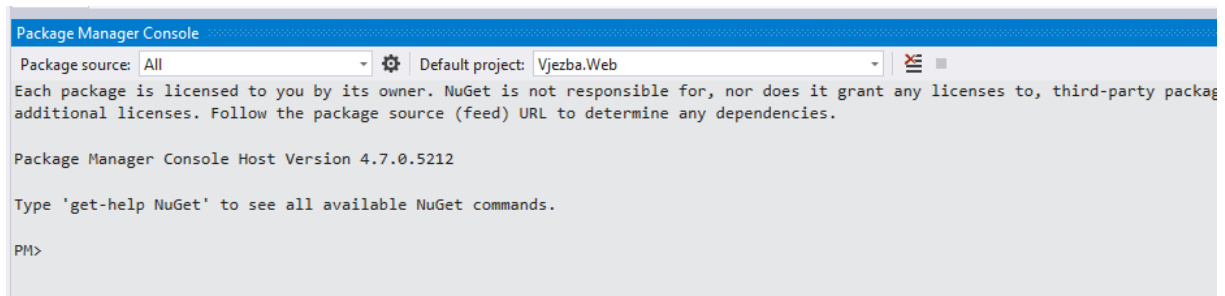 Package Manager Console
Package source: All Default project: Vjezba.Web
Each package is licensed to you by its owner. NuGet is not responsible for, nor does it grant any licenses to, third-party
additional licenses. Follow the package source (feed) URL to determine any dependencies.
Package Manager Console Host Version 4.7.0.5212
Type 'get-help NuGet' to see all available NuGet commands.
PM>